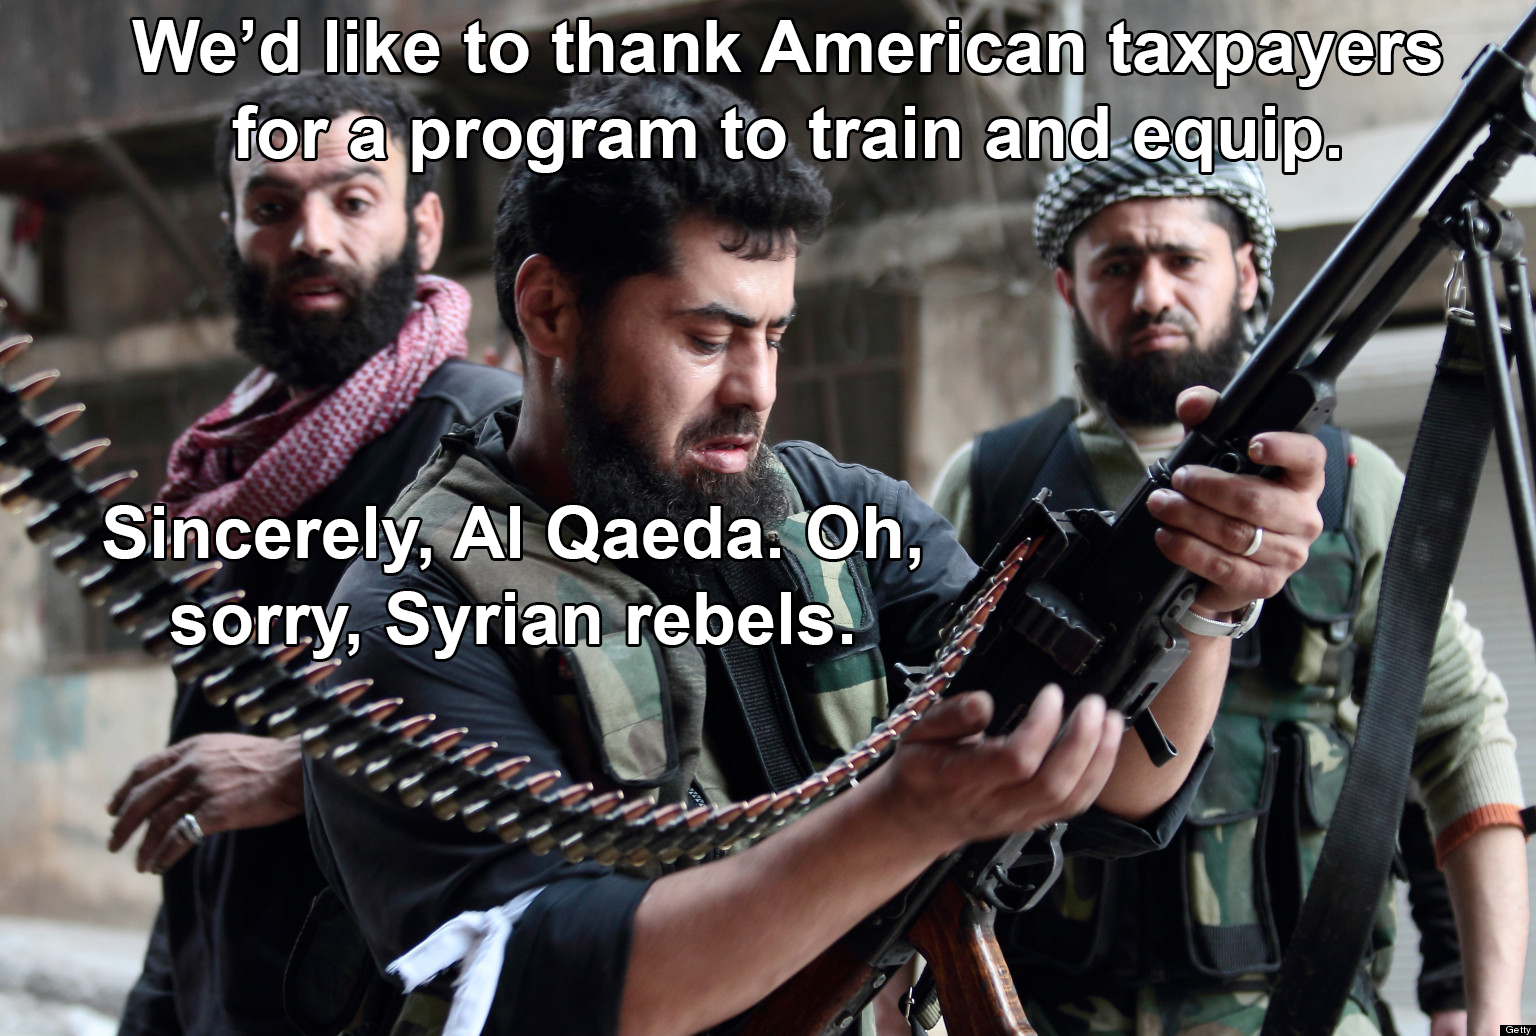 We’d like to thank American taxpayers
for a program to train and equip.
Sincerely, Al Qaeda. Oh,
sorry, Syrian rebels.
Getty